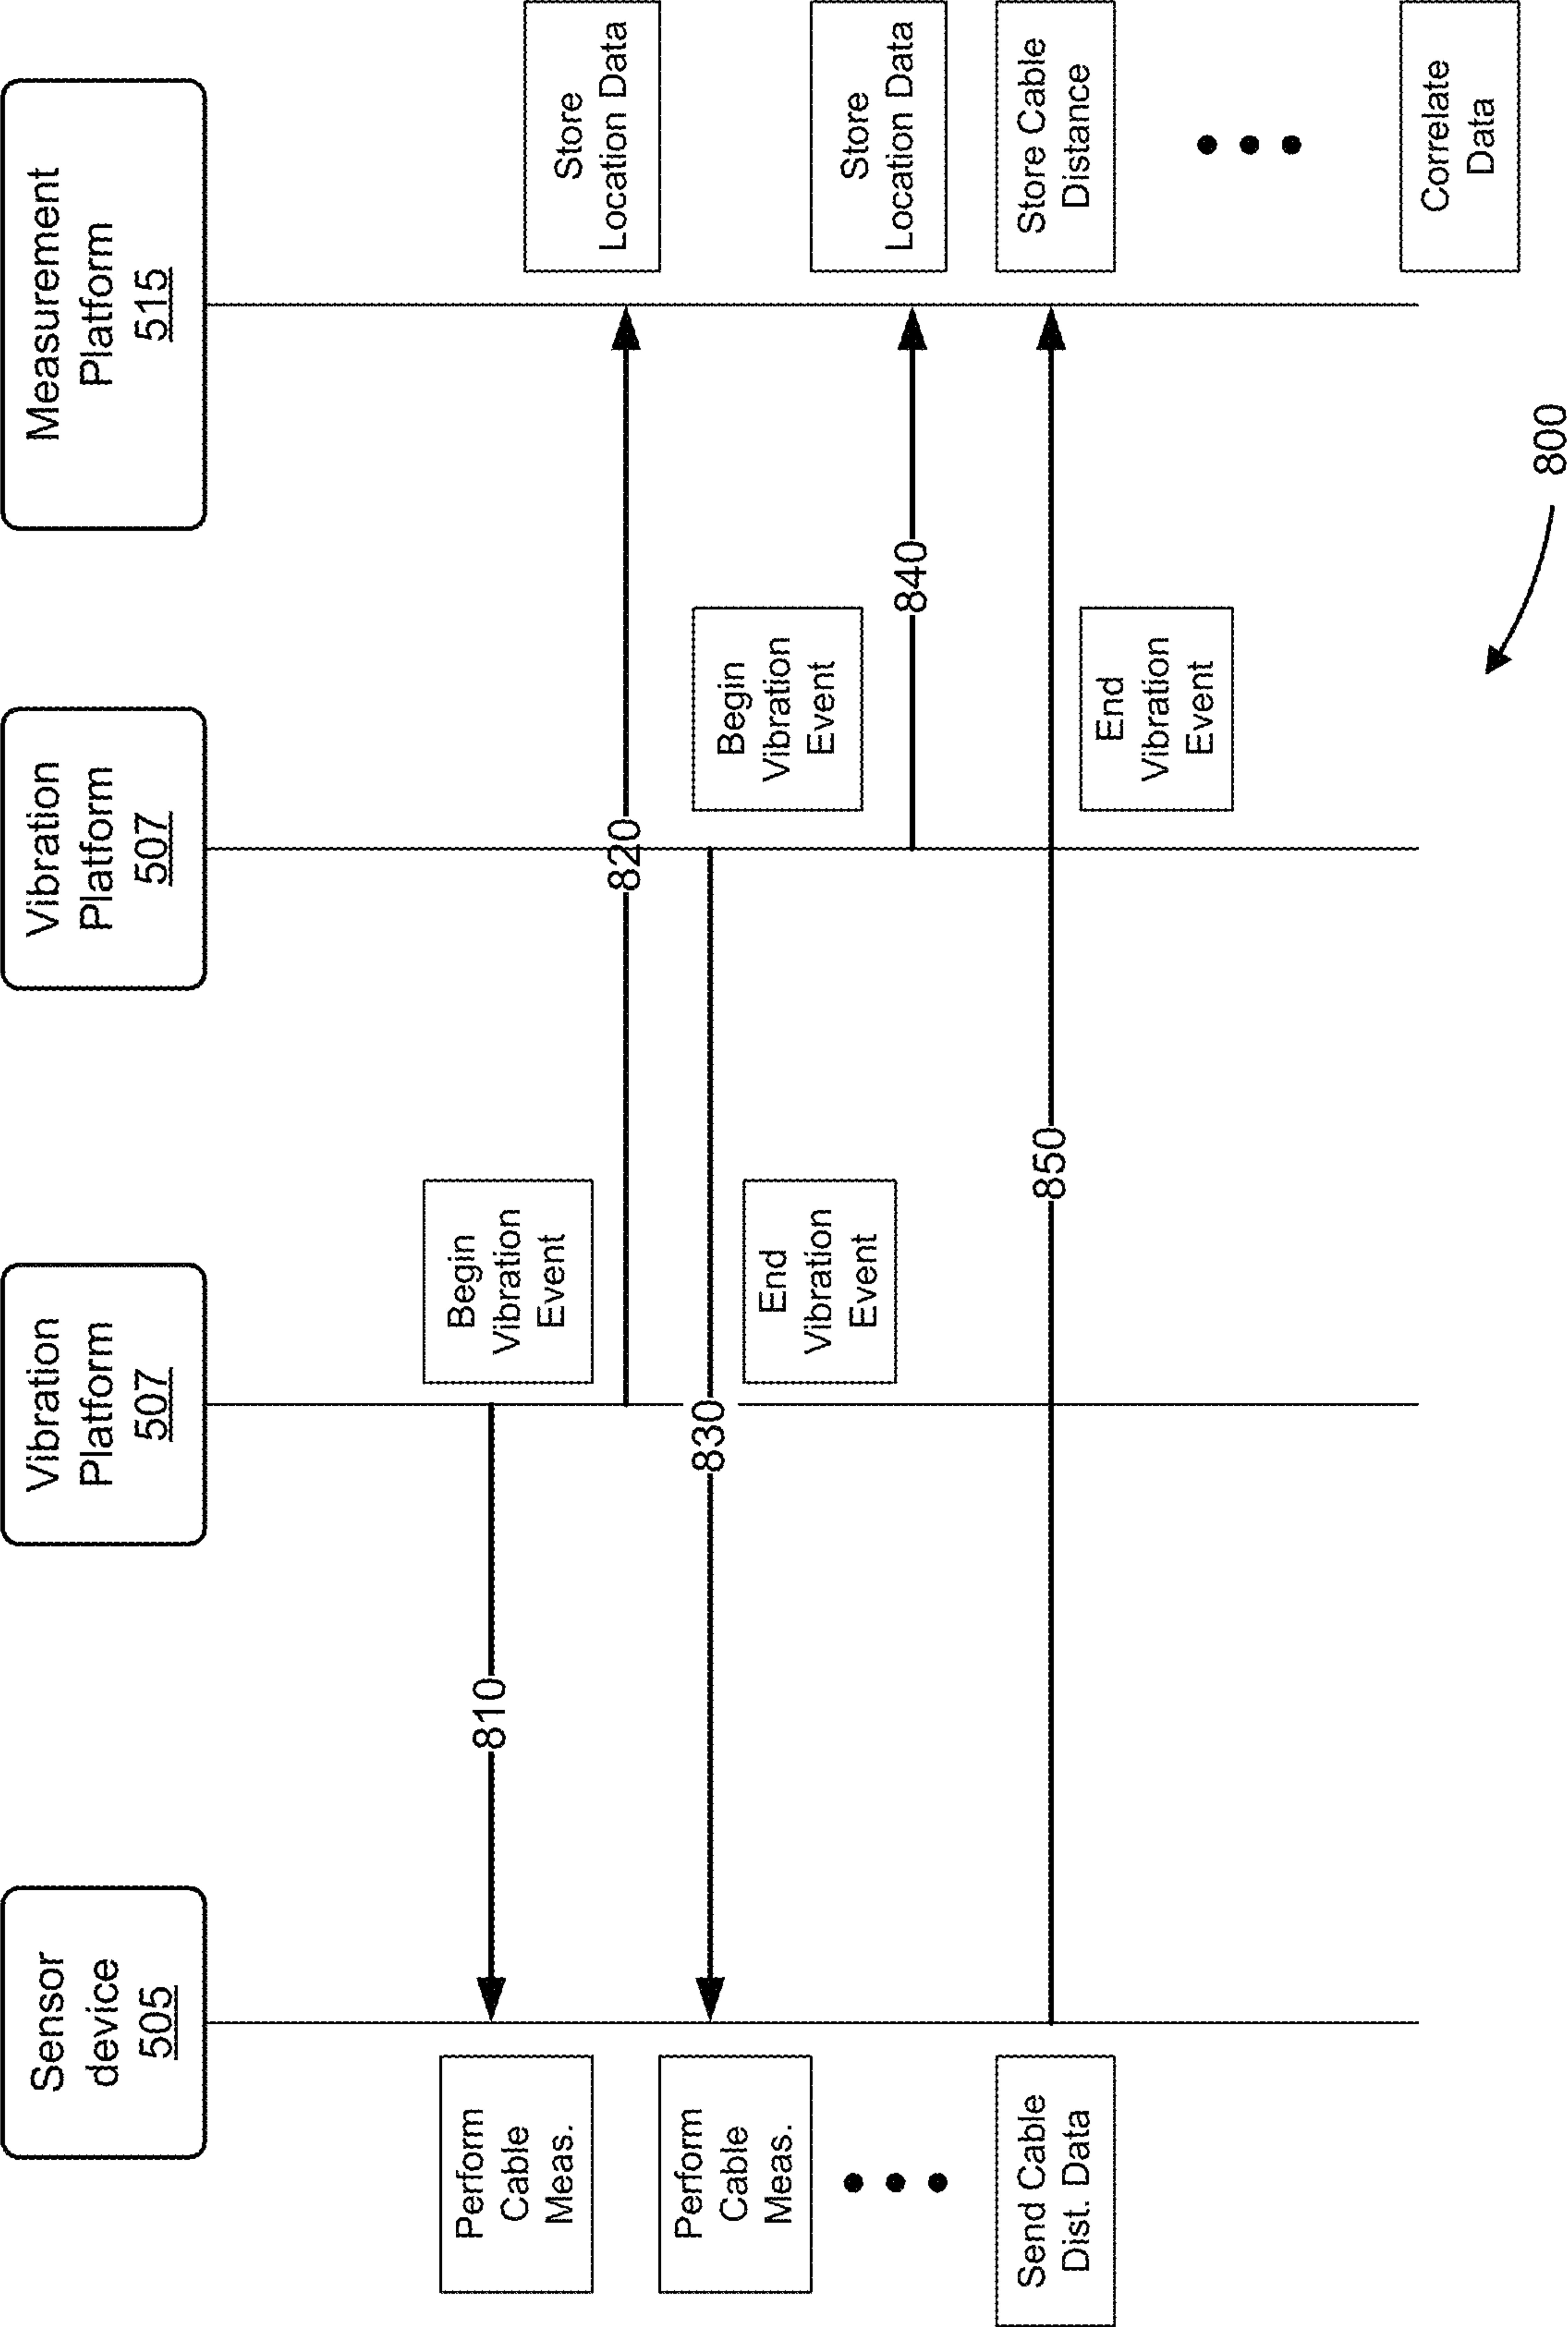 Sensor
device
505
Vibration
Platform
507
Vibration
Platform
507
Measurement
Platform
515
Perform
Cable
Meas.
810
Begin
Vibration
Event
820
Store
Location Data
Perform
Cable
Meas.
830
Begin
Vibration
Event
End
Vibration
Event
840
Store
Location Data
Send Cable
Dist. Data
850
Store Cable
Distance
End
Vibration
Event
Correlate
Data
800